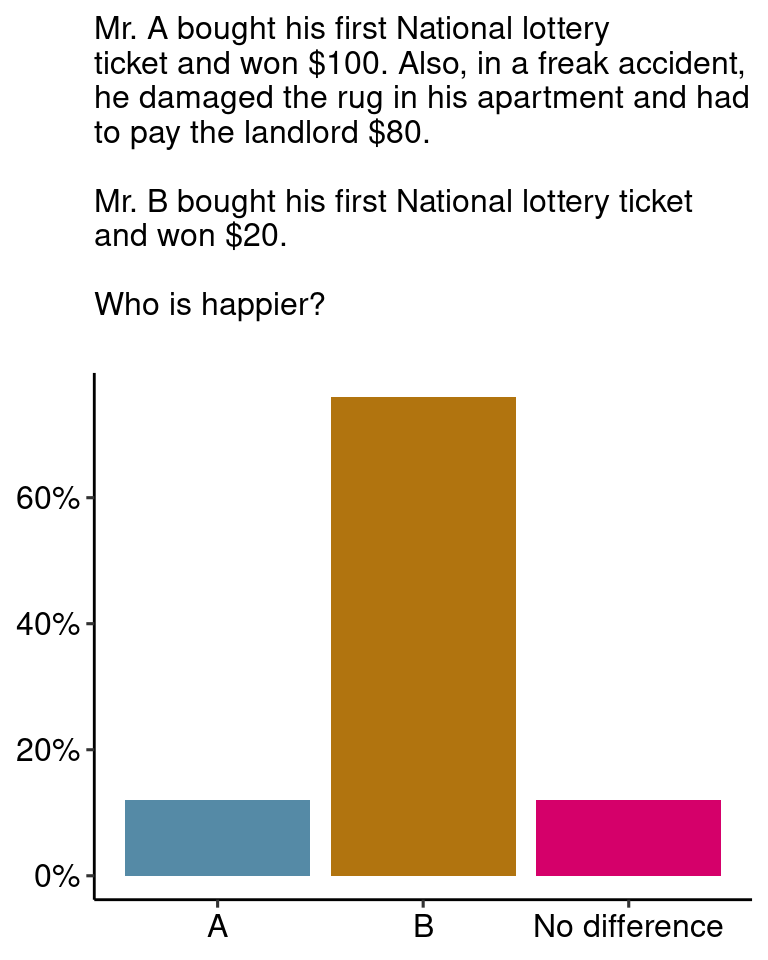 Mr. A bought his first National lottery
ticket and won $100. Also, in a freak accident,
he damaged the rug in his apartment and had
to pay the landlord $80.
Mr. B bought his first National lottery ticket
and won $20.
Who is happier?
60%
40%
20%
0%
A
B
No difference